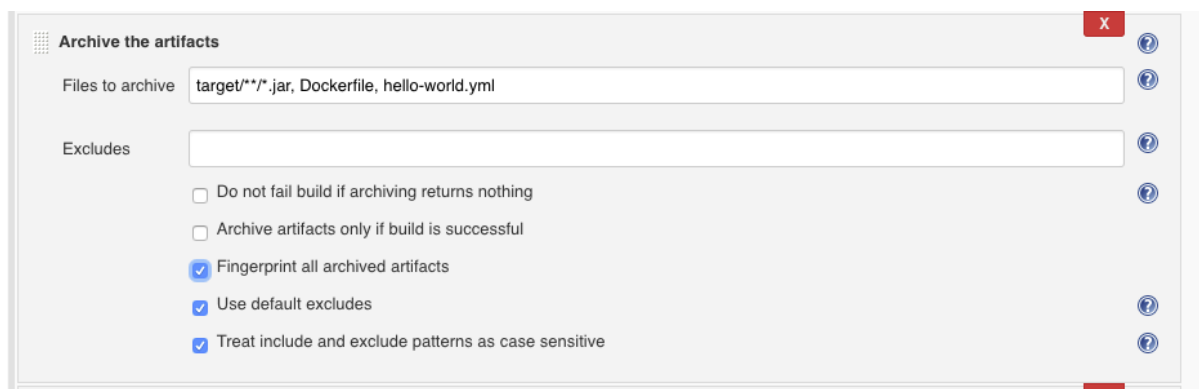 X
Archive the artifacts
Files to archive target/**/*.jar, Dockerfile, hello-world.yml
Excludes
Do not fail build if archiving returns nothing
Archive artifacts only if build is successful
Fingerprint all archived artifacts
Use default excludes
Treat include and exclude patterns as case sensitive